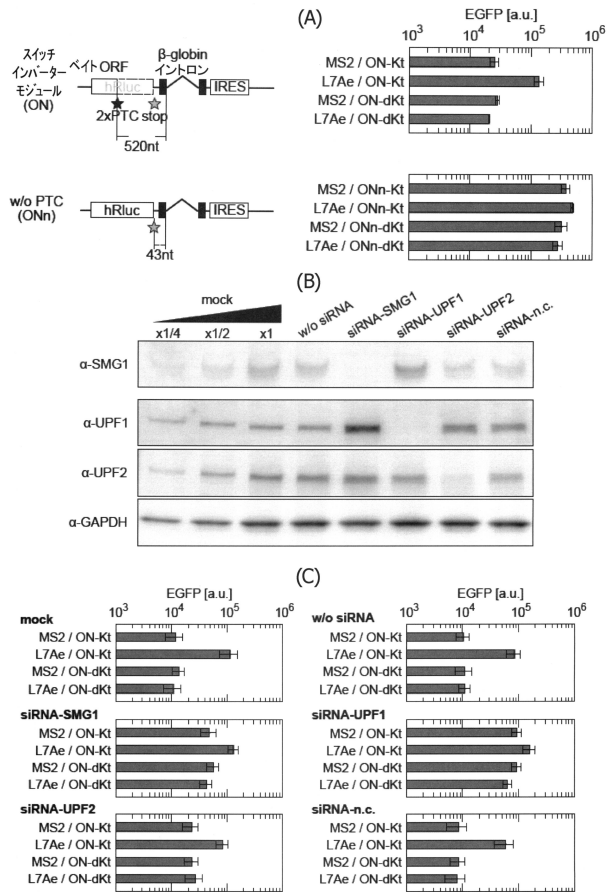 (A)
スイッチ
インバーター
モジュール
(ON)
ベイトORF
β-globin
イントロン
hRluc
IRES
2xPTC stop
520nt
EGFP [a.u.]
10³ 10⁴ 10⁵ 10⁶
MS2 / ON-Kt
L7Ae / ON-Kt
MS2 / ON-dKt
L7Ae / ON-dKt
w/o PTC
(ONn)
hRluc
IRES
43nt
MS2 / ONn-Kt
L7Ae / ONn-Kt
MS2 / ONn-dKt
L7Ae / ONn-dKt
(B)
mock
x1/4 x1/2 x1 w/o siRNA siRNA-SMG1 siRNA-UPF1 siRNA-UPF2 siRNA-n.c.
α-SMG1
α-UPF1
α-UPF2
α-GAPDH
(C)
EGFP [a.u.]
10³ 10⁴ 10⁵ 10⁶
mock
MS2 / ON-Kt
L7Ae / ON-Kt
MS2 / ON-dKt
L7Ae / ON-dKt
siRNA-SMG1
MS2 / ON-Kt
L7Ae / ON-Kt
MS2 / ON-dKt
L7Ae / ON-dKt
siRNA-UPF2
MS2 / ON-Kt
L7Ae / ON-Kt
MS2 / ON-dKt
L7Ae / ON-dKt
EGFP [a.u.]
10³ 10⁴ 10⁵ 10⁶
w/o siRNA
MS2 / ON-Kt
L7Ae / ON-Kt
MS2 / ON-dKt
L7Ae / ON-dKt
siRNA-UPF1
MS2 / ON-Kt
L7Ae / ON-Kt
MS2 / ON-dKt
L7Ae / ON-dKt
siRNA-n.c.
MS2 / ON-Kt
L7Ae / ON-Kt
MS2 / ON-dKt
L7Ae / ON-dKt